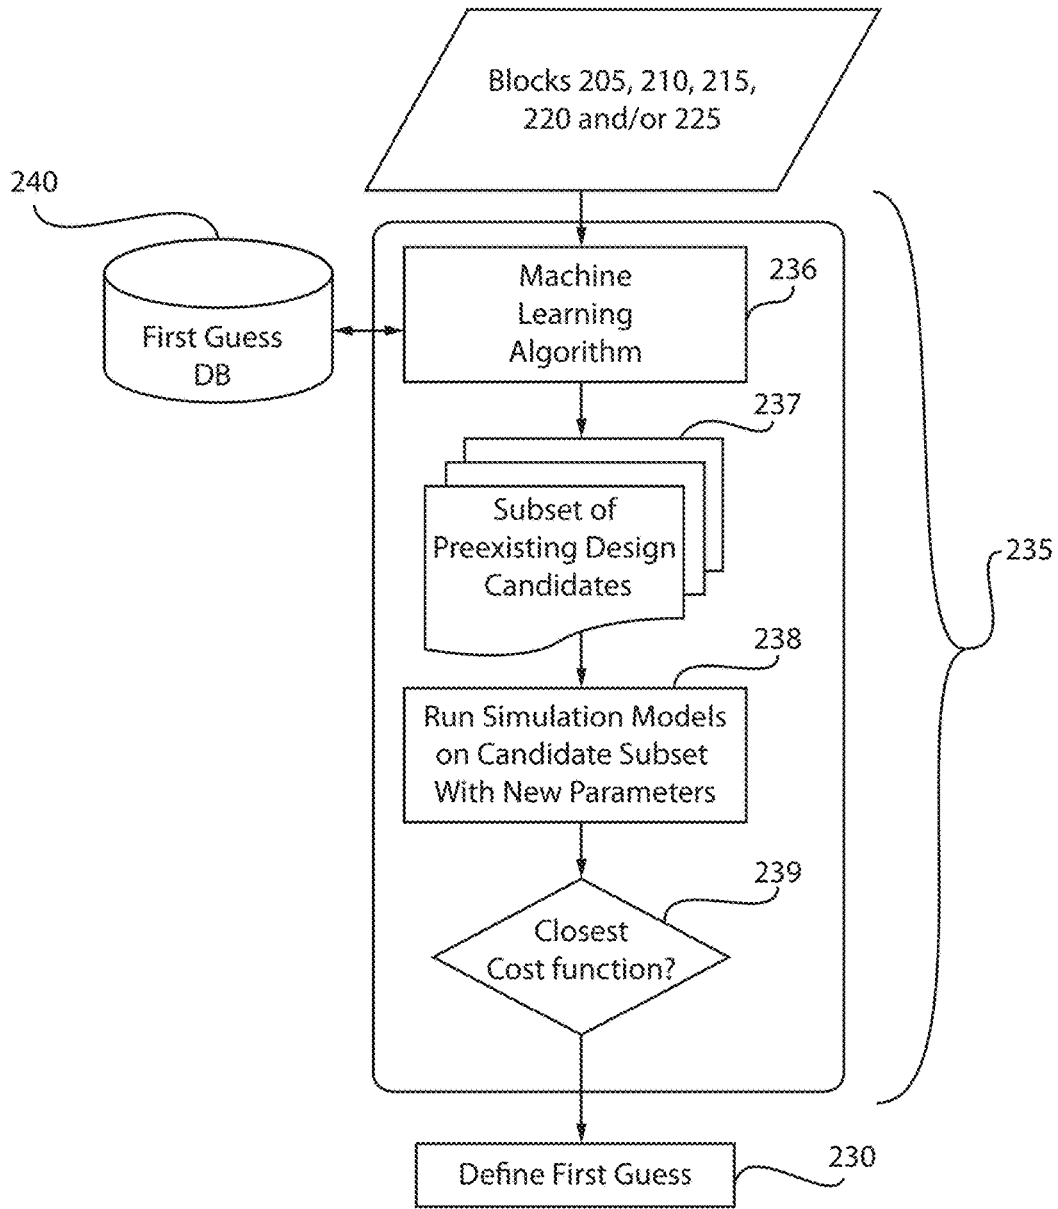 Blocks 205, 210, 215,
220 and/or 225
240
First Guess
DB
Machine
Learning
Algorithm
236
237
Subset of
Preexisting Design
Candidates
235
238
Run Simulation Models
on Candidate Subset
With New Parameters
239
Closest
Cost function?
Define First Guess
230